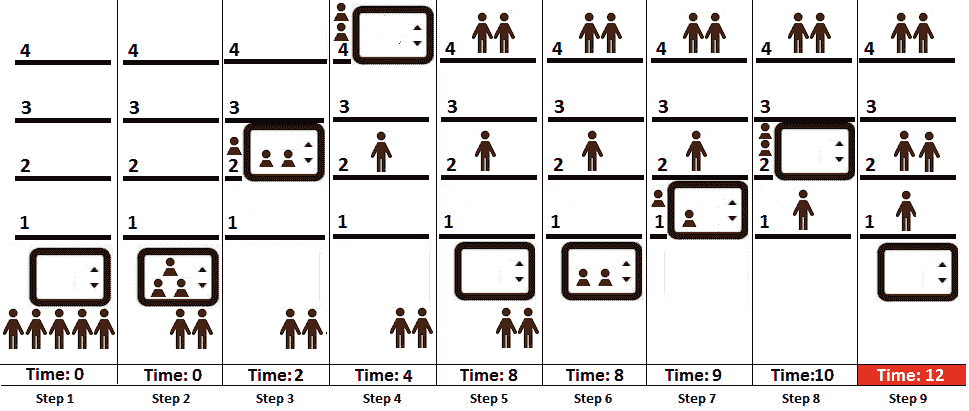 4 4 4 4 4 4 4 4 4
3 3 3 3 3 3 3 3
2 2 2 2 2 2 2 2 2
1 1 1 1 1 1 1 1 1
Time: 0 Time: 0 Time: 2 Time: 4 Time: 8 Time: 8 Time: 9 Time:10 Time: 12
Step 1 Step 2 Step 3 Step 4 Step 5 Step 6 Step 7 Step 8 Step 9